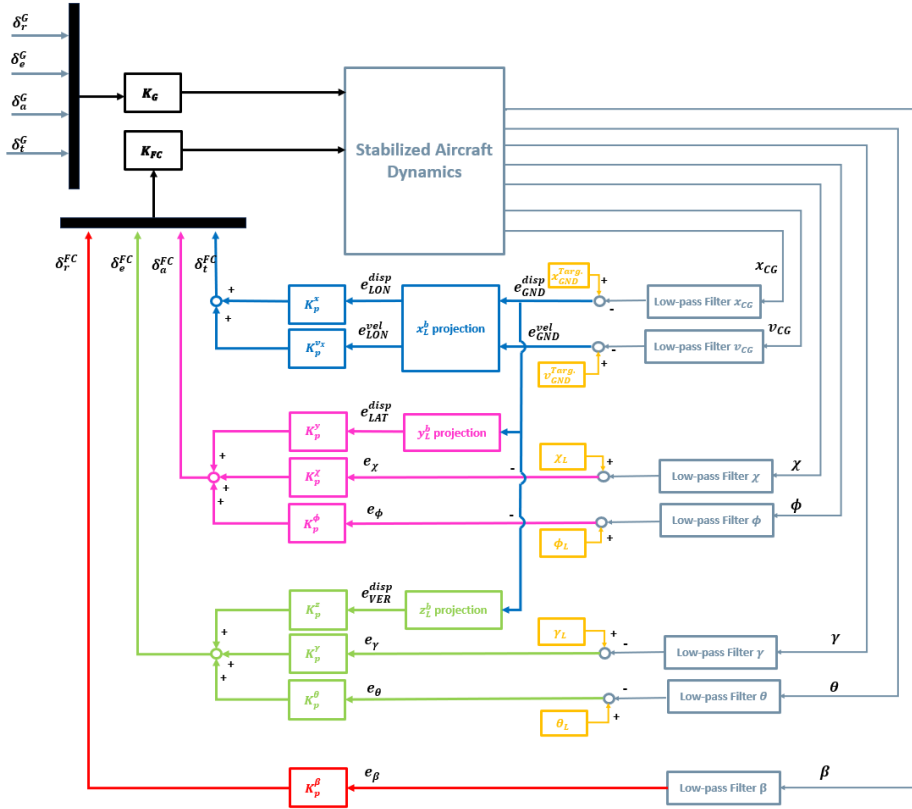 δ_r^G
δ_e^G
δ_a^G
δ_t^G
K_G
K_FC
Stabilized Aircraft
Dynamics
δ_r^FC
δ_e^FC
δ_a^FC
δ_t^FC
+
+
K_p^x
K_p^{v_x}
e_LON^disp
e_LON^vel
x_L^b projection
e_GND^disp
e_GND^vel
x_GND^Targ.
+
-
-
+
v_GND^Targ.
Low-pass Filter x_CG
x_CG
Low-pass Filter v_CG
v_CG
+
+
+
K_p^y
K_p^χ
K_p^ϕ
e_LAT^disp
e_χ
e_ϕ
y_L^b projection
-
-
χ_L
+
+
ϕ_L
Low-pass Filter χ
χ
Low-pass Filter ϕ
ϕ
+
+
+
K_p^z
K_p^γ
K_p^θ
e_VER^disp
e_γ
e_θ
z_L^b projection
γ_L
+
-
-
+
θ_L
Low-pass Filter γ
γ
Low-pass Filter θ
θ
K_p^β
e_β
Low-pass Filter β
β